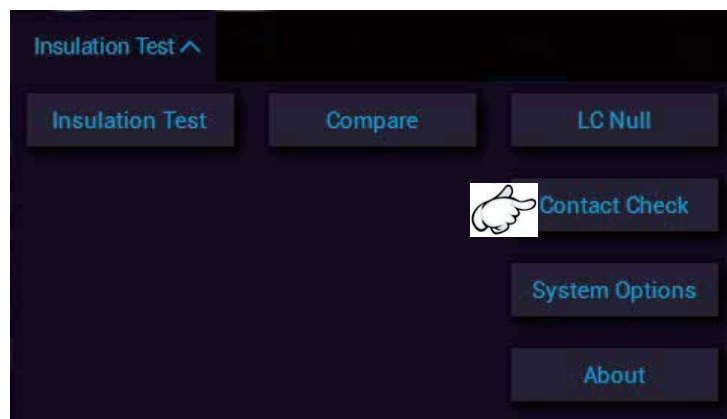 Insulation Test
Insulation Test
Compare
LC Null
Contact Check
System Options
About